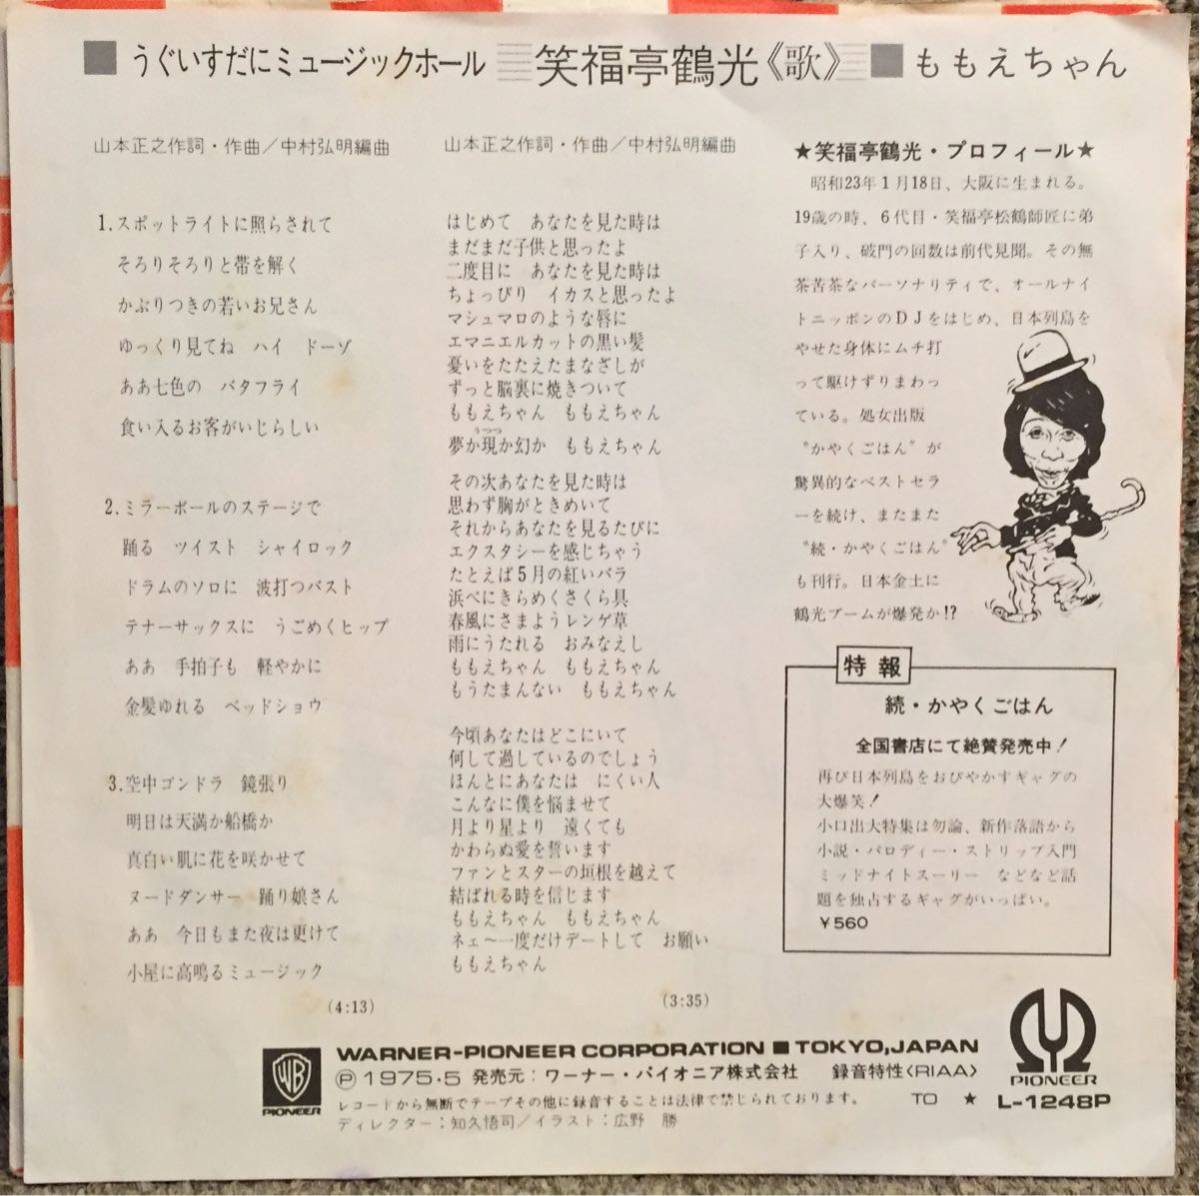 ■ うぐいすだにミュージックホール 笑福亭鶴光《歌》 ■ ももえちゃん
山本正之作詞・作曲／中村弘明編曲
1.スポットライトに照らされて
そろりそろりと帯を解く
かぶりつきの若いお兄さん
ゆっくり見てね ハイ ドーゾ
ああ七色の バタフライ
食い入るお客がいじらしい
2.ミラーボールのステージで
踊る ツイスト シャイロック
ドラムのソロに 波打つバスト
テナーサックスに うごめくヒップ
ああ 手拍子も 軽やかに
金髪ゆれる ベッドショウ
3.空中ゴンドラ 鏡張り
明日は天満か船橋か
真白い肌に花を咲かせて
ヌードダンサー 踊り娘さん
ああ 今日もまた夜は更けて
小屋に高鳴るミュージック
(4:13)
山本正之作詞・作曲／中村弘明編曲
はじめて あなたを見た時は
まだまだ子供と思ったよ
二度目に あなたを見た時は
ちょっぴり イカスと思ったよ
マシュマロのような唇に
エマニエルカットの黒い髪
憂いをたたえたまなざしが
ずっと脳裏に焼きついて
ももえちゃん ももえちゃん
うつつ
夢か現か幻か ももえちゃん
その次あなたを見た時は
思わず胸がときめいて
それからあなたを見るたびに
エクスタシーを感じちゃう
たとえば5月の紅いバラ
浜べにきらめくさくら貝
春風にさまようレンゲ草
雨にうたれる おみなえし
ももえちゃん ももえちゃん
もうたまんない ももえちゃん
今頃あなたはどこにいて
何して過しているのでしょう
ほんとにあなたは にくい人
こんなに僕を悩ませて
月より星より 遠くても
かわらぬ愛を誓います
ファンとスターの垣根を越えて
結ばれる時を信じます
ももえちゃん ももえちゃん
ネェ〜一度だけデートして お願い
ももえちゃん
(3:35)
★笑福亭鶴光・プロフィール★
昭和23年1月18日、大阪に生まれる。
19歳の時、6代目・笑福亭松鶴師匠に弟
子入り、破門の回数は前代見聞。その無
茶苦茶なパーソナリティで、オールナイ
トニッポンのDJをはじめ、日本列島を
やせた身体にムチ打
って駆けずりまわっ
ている。処女出版
“かやくごはん”が
驚異的なベストセラ
ーを続け、またまた
“続・かやくごはん”
も刊行。日本全土に
鶴光ブームが爆発か!?
特報
続・かやくごはん
全国書店にて絶賛発売中！
再び日本列島をおびやかすギャグの
大爆笑！
小口出大特集は勿論、新作落語から
小説・パロディー・ストリップ入門
ミッドナイトスーリー などなど話
題を独占するギャグがいっぱい。
￥560
WB
PIONEER
WARNER-PIONEER CORPORATION ■ TOKYO,JAPAN
Ⓟ1975・5 発売元：ワーナー・パイオニア株式会社 録音特性〈RIAA〉
レコードから無断でテープその他に録音することは法律で禁じられております。 TO ★
ディレクター：知久悟司／イラスト：広野 勝
PIONEER
L-1248P